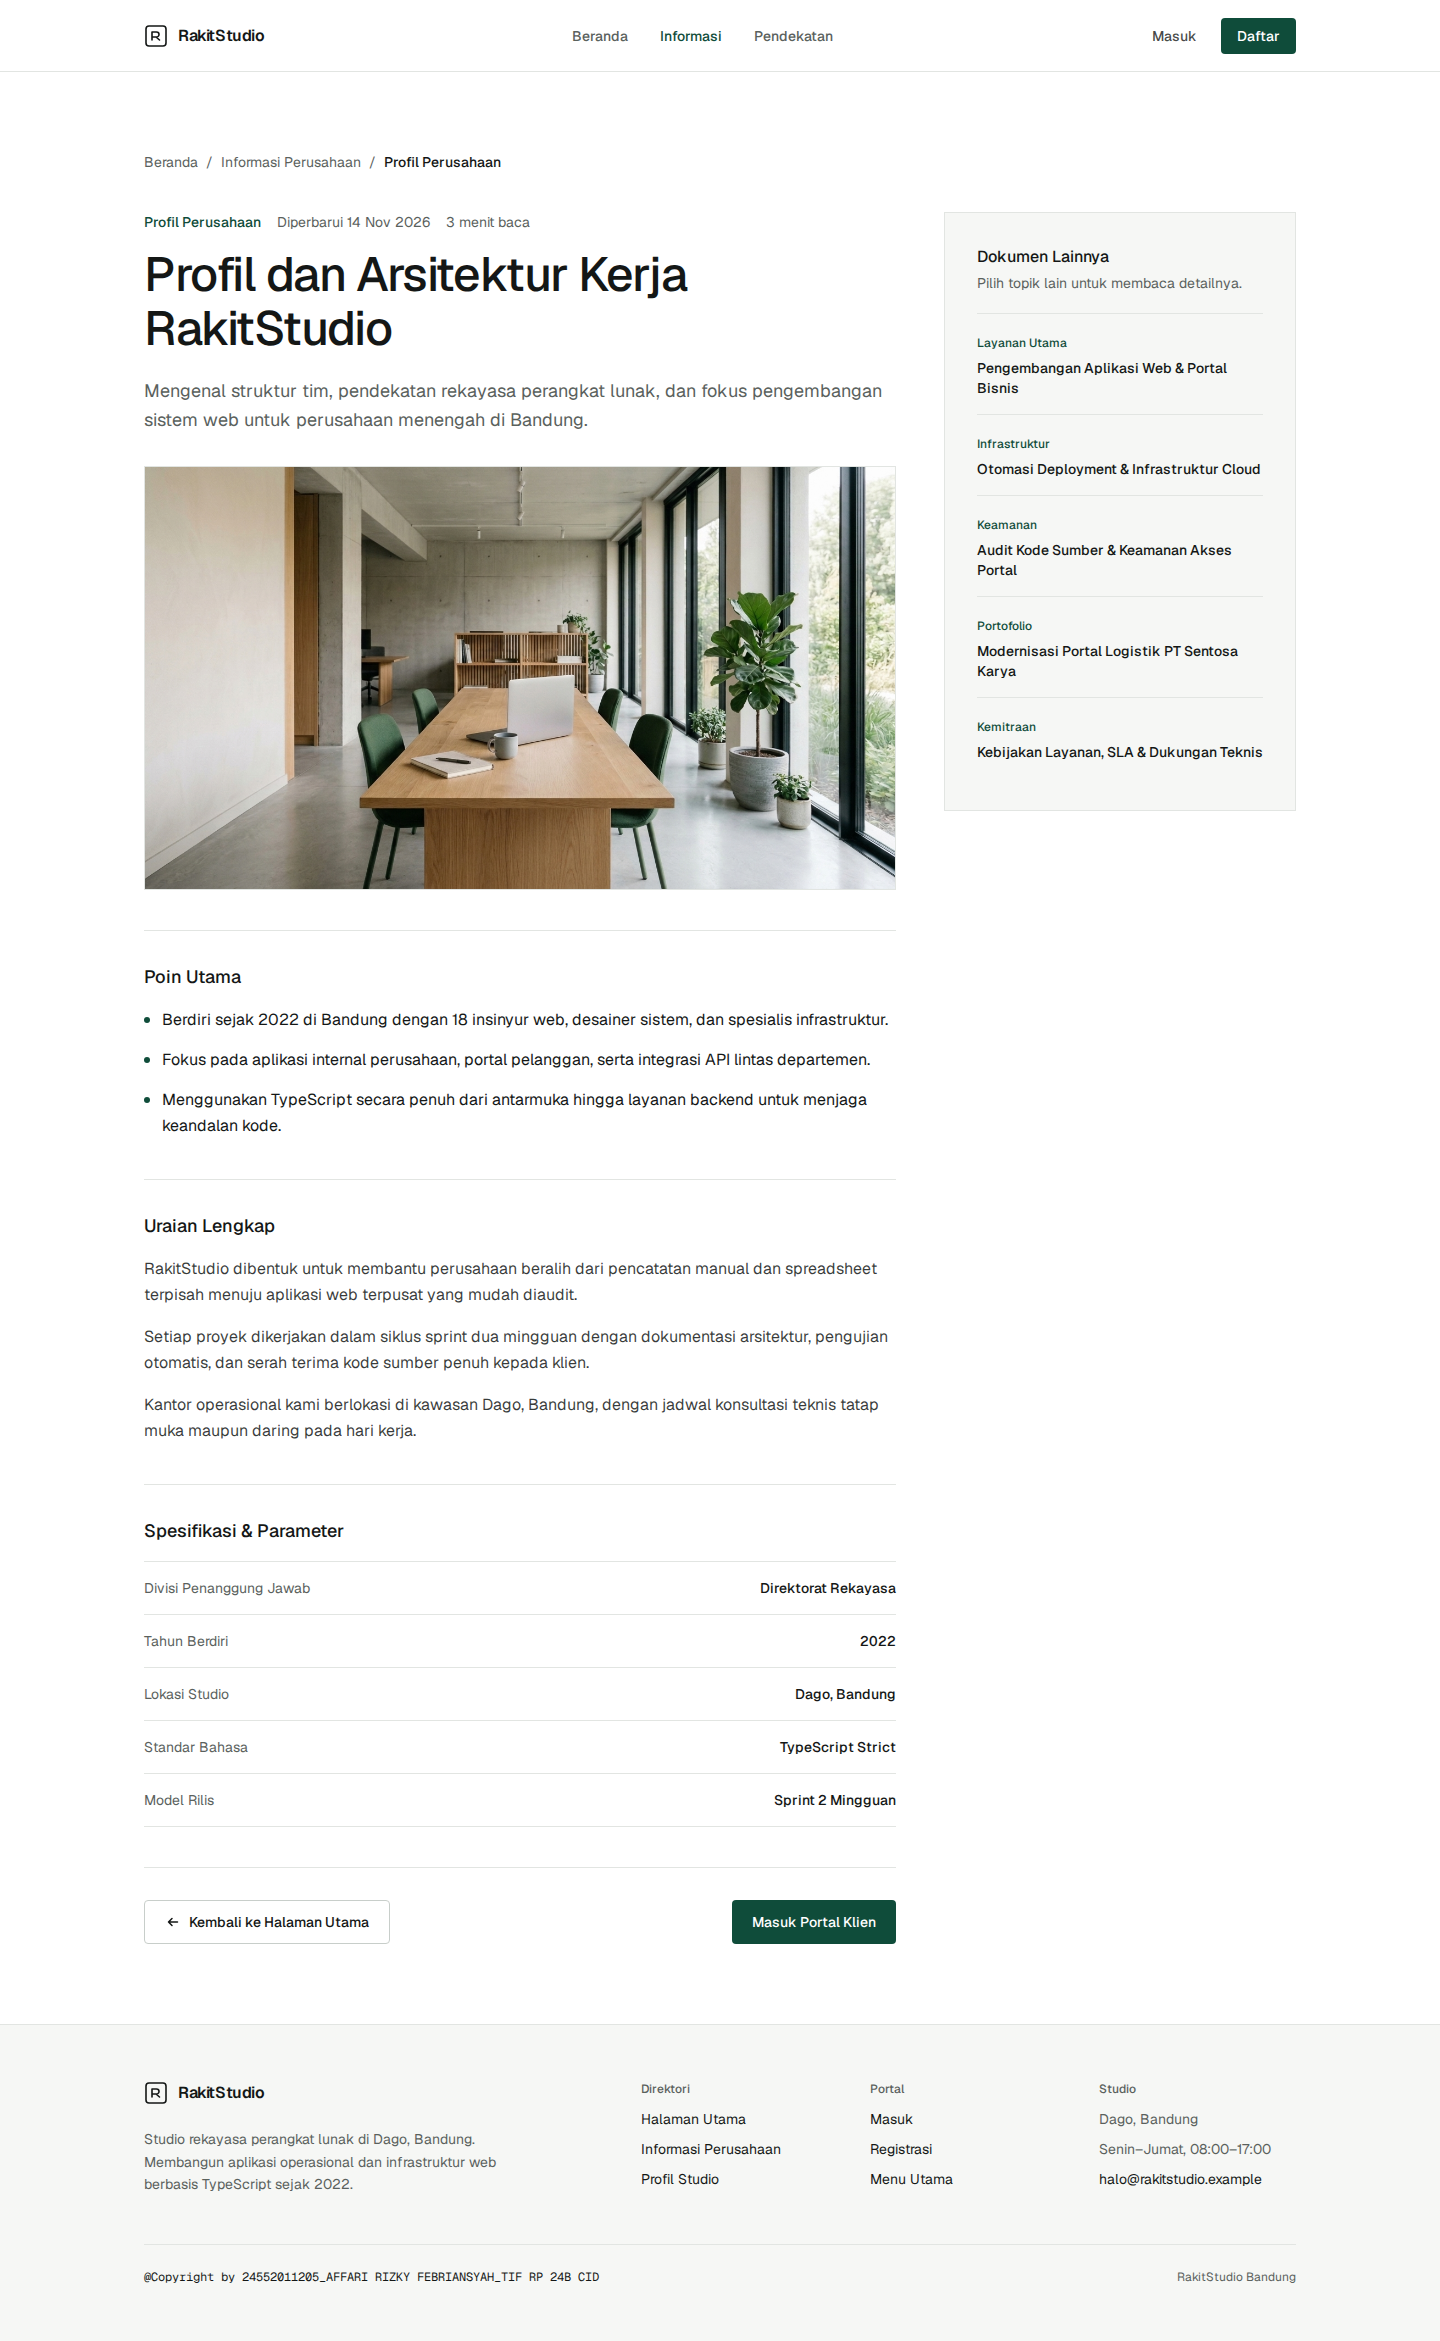 RakitStudio
Beranda
Informasi
Pendekatan
Masuk
Daftar
Beranda / Informasi Perusahaan / Profil Perusahaan
Profil Perusahaan
Diperbarui 14 Nov 2026
3 menit baca
Profil dan Arsitektur Kerja
RakitStudio
Mengenal struktur tim, pendekatan rekayasa perangkat lunak, dan fokus pengembangan
sistem web untuk perusahaan menengah di Bandung.
Poin Utama
Berdiri sejak 2022 di Bandung dengan 18 insinyur web, desainer sistem, dan spesialis infrastruktur.
Fokus pada aplikasi internal perusahaan, portal pelanggan, serta integrasi API lintas departemen.
Menggunakan TypeScript secara penuh dari antarmuka hingga layanan backend untuk menjaga
keandalan kode.
Uraian Lengkap
RakitStudio dibentuk untuk membantu perusahaan beralih dari pencatatan manual dan spreadsheet
terpisah menuju aplikasi web terpusat yang mudah diaudit.
Setiap proyek dikerjakan dalam siklus sprint dua mingguan dengan dokumentasi arsitektur, pengujian
otomatis, dan serah terima kode sumber penuh kepada klien.
Kantor operasional kami berlokasi di kawasan Dago, Bandung, dengan jadwal konsultasi teknis tatap
muka maupun daring pada hari kerja.
Spesifikasi & Parameter
Divisi Penanggung Jawab
Direktorat Rekayasa
Tahun Berdiri
2022
Lokasi Studio
Dago, Bandung
Standar Bahasa
TypeScript Strict
Model Rilis
Sprint 2 Mingguan
← Kembali ke Halaman Utama
Masuk Portal Klien
Dokumen Lainnya
Pilih topik lain untuk membaca detailnya.
Layanan Utama
Pengembangan Aplikasi Web & Portal
Bisnis
Infrastruktur
Otomasi Deployment & Infrastruktur Cloud
Keamanan
Audit Kode Sumber & Keamanan Akses
Portal
Portofolio
Modernisasi Portal Logistik PT Sentosa
Karya
Kemitraan
Kebijakan Layanan, SLA & Dukungan Teknis
RakitStudio
Studio rekayasa perangkat lunak di Dago, Bandung.
Membangun aplikasi operasional dan infrastruktur web
berbasis TypeScript sejak 2022.
Direktori
Halaman Utama
Informasi Perusahaan
Profil Studio
Portal
Masuk
Registrasi
Menu Utama
Studio
Dago, Bandung
Senin–Jumat, 08:00–17:00
halo@rakitstudio.example
@Copyright by 24552011205_AFFARI RIZKY FEBRIANSYAH_TIF RP 24B CID
RakitStudio Bandung